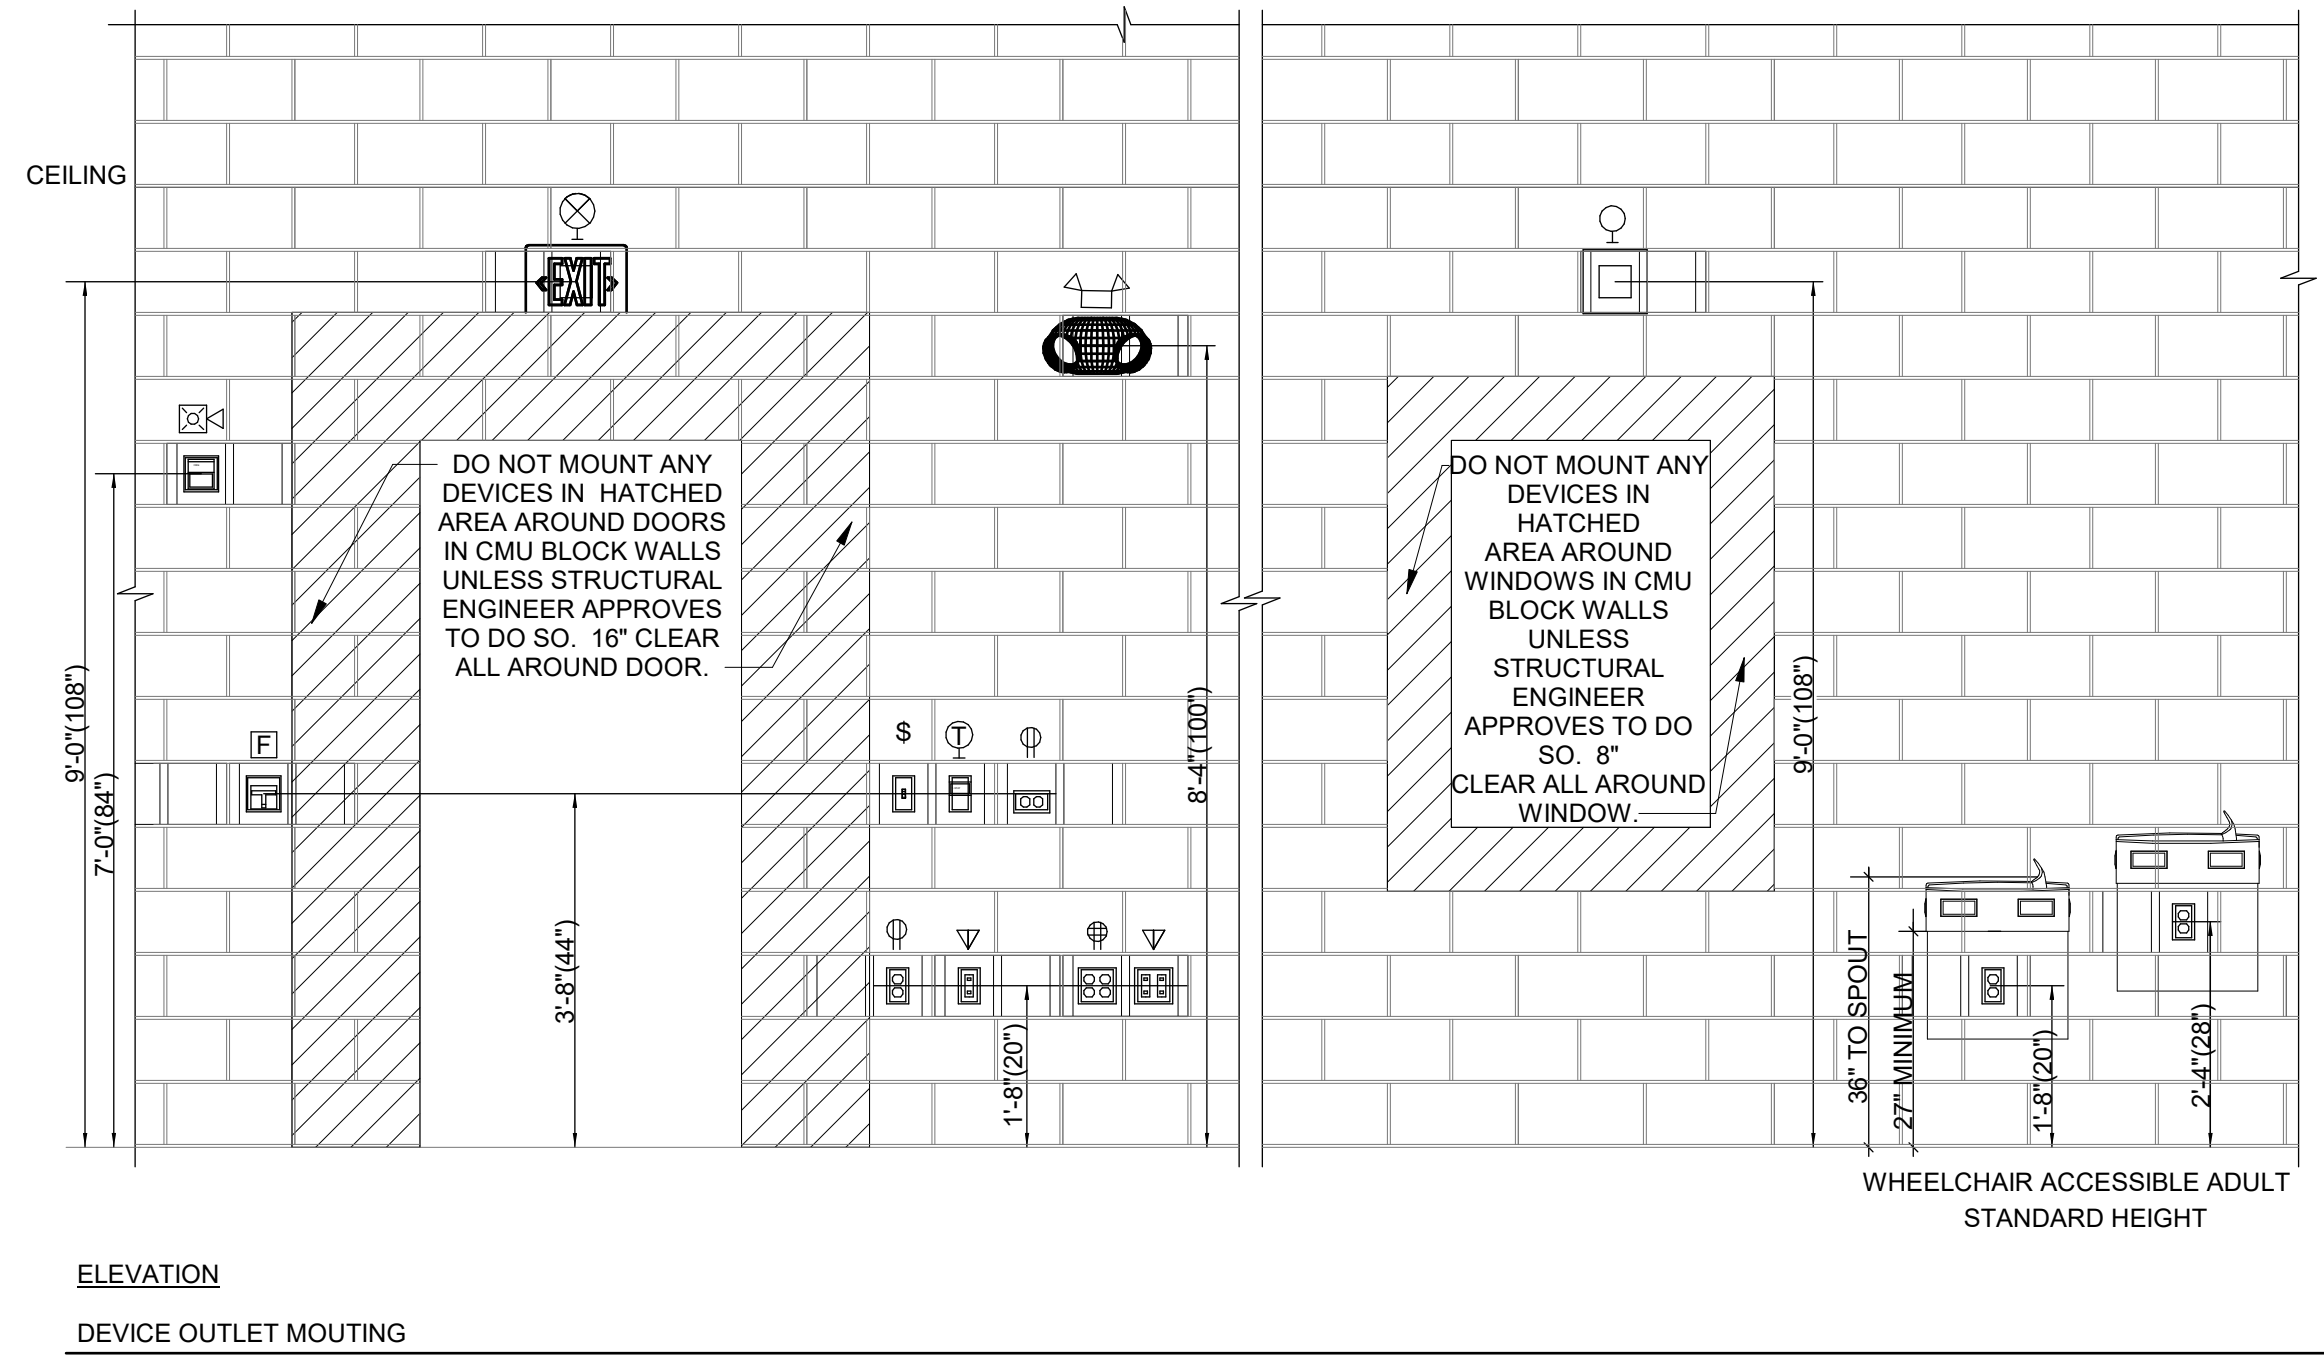 CEILING
EXIT
DO NOT MOUNT ANY
DEVICES IN  HATCHED
AREA AROUND DOORS
IN CMU BLOCK WALLS
UNLESS STRUCTURAL
ENGINEER APPROVES
TO DO SO.  16" CLEAR
ALL AROUND DOOR.
DO NOT MOUNT ANY
DEVICES IN
HATCHED
AREA AROUND
WINDOWS IN CMU
BLOCK WALLS
UNLESS
STRUCTURAL
ENGINEER
APPROVES TO DO
SO.  8"
CLEAR ALL AROUND
WINDOW.
9'-0"(108")
7'-0"(84")
F
$
T
3'-8"(44")
1'-8"(20")
8'-4"(100")
9'-0"(108")
36" TO SPOUT
27" MINIMUM
1'-8"(20")
2'-4"(28")
WHEELCHAIR ACCESSIBLE ADULT
STANDARD HEIGHT
ELEVATION
DEVICE OUTLET MOUTING